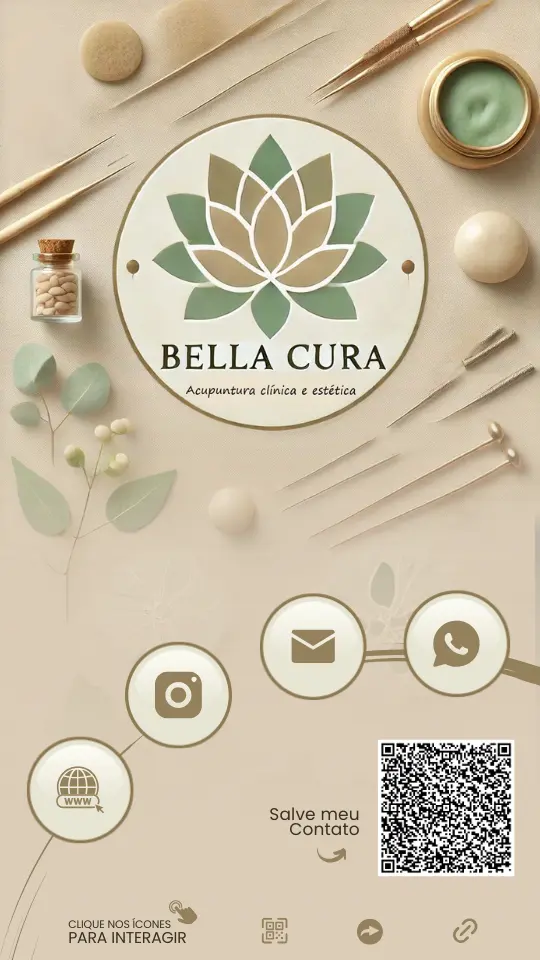 BELLA CURA
Acupuntura clínica e estética
WWW
Salve meu
Contato
CLIQUE NOS ÍCONES
PARA INTERAGIR